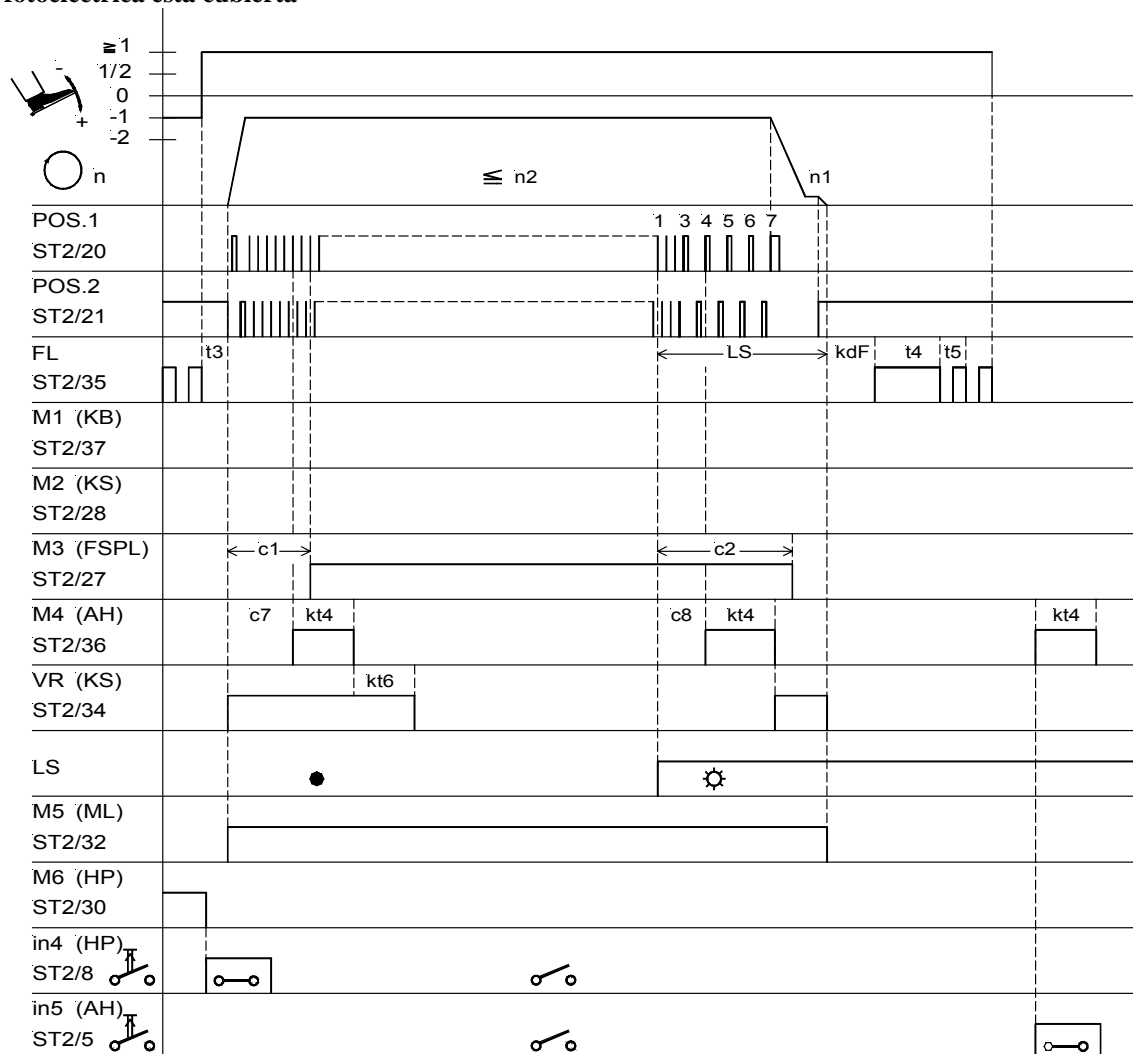 fotoeléctrica está cubierta
≧1
1/2
-
0
-1
+
-2
n
≦ n2
n1
POS.1
1 3 4 5 6 7
ST2/20
POS.2
ST2/21
FL
t3
LS
kdF
t4
t5
ST2/35
M1 (KB)
ST2/37
M2 (KS)
ST2/28
M3 (FSPL)
c1
c2
ST2/27
M4 (AH)
c7
kt4
c8
kt4
kt4
ST2/36
VR (KS)
kt6
ST2/34
LS
M5 (ML)
ST2/32
M6 (HP)
ST2/30
in4 (HP)
ST2/8
in5 (AH)
ST2/5